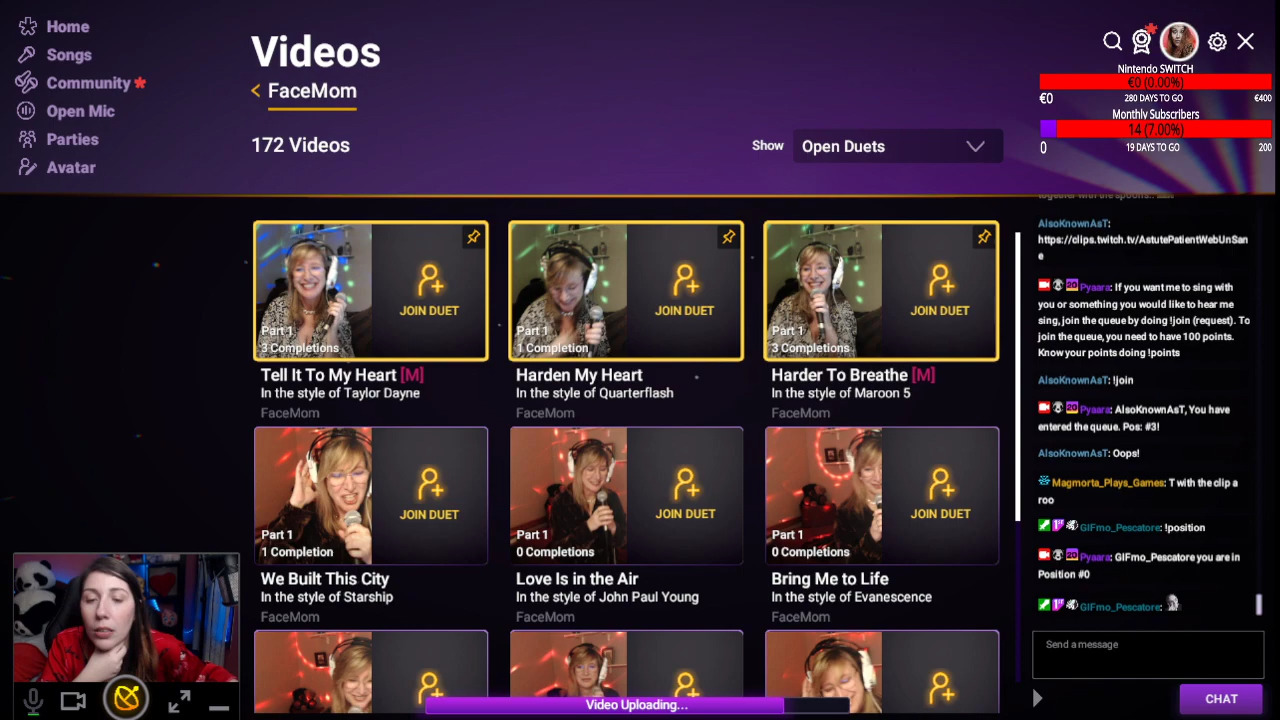 Home
Songs
Community
Open Mic
Parties
Avatar
Videos
FaceMom
172 Videos
Show
Open Duets
Nintendo SWITCH
€0 (0.00%)
€0
280 DAYS TO GO
€400
Monthly Subscribers
14 (7.00%)
0
19 DAYS TO GO
200
Part 1
3 Completions
JOIN DUET
Tell It To My Heart [M]
In the style of Taylor Dayne
FaceMom
Part 1
1 Completion
JOIN DUET
Harden My Heart
In the style of Quarterflash
FaceMom
Part 1
3 Completions
JOIN DUET
Harder To Breathe [M]
In the style of Maroon 5
FaceMom
Part 1
1 Completion
JOIN DUET
We Built This City
In the style of Starship
FaceMom
Part 1
0 Completions
JOIN DUET
Love Is in the Air
In the style of John Paul Young
FaceMom
Part 1
0 Completions
JOIN DUET
Bring Me to Life
In the style of Evanescence
FaceMom
Video Uploading...
together with the spoons..
AlsoKnownAsT:
https://clips.twitch.tv/AstutePatientWebUnSan
e
20 Pyaara: If you want me to sing with
you or something you would like to hear me
sing, join the queue by doing !join (request). To
join the queue, you need to have 100 points.
Know your points doing !points
AlsoKnownAsT: !join
20 Pyaara: AlsoKnownAsT, You have
entered the queue. Pos: #3!
AlsoKnownAsT: Oops!
Magmorta_Plays_Games: T with the clip a
roo
GIFmo_Pescatore: !position
20 Pyaara: GIFmo_Pescatore you are in
Position #0
GIFmo_Pescatore:
Send a message
CHAT